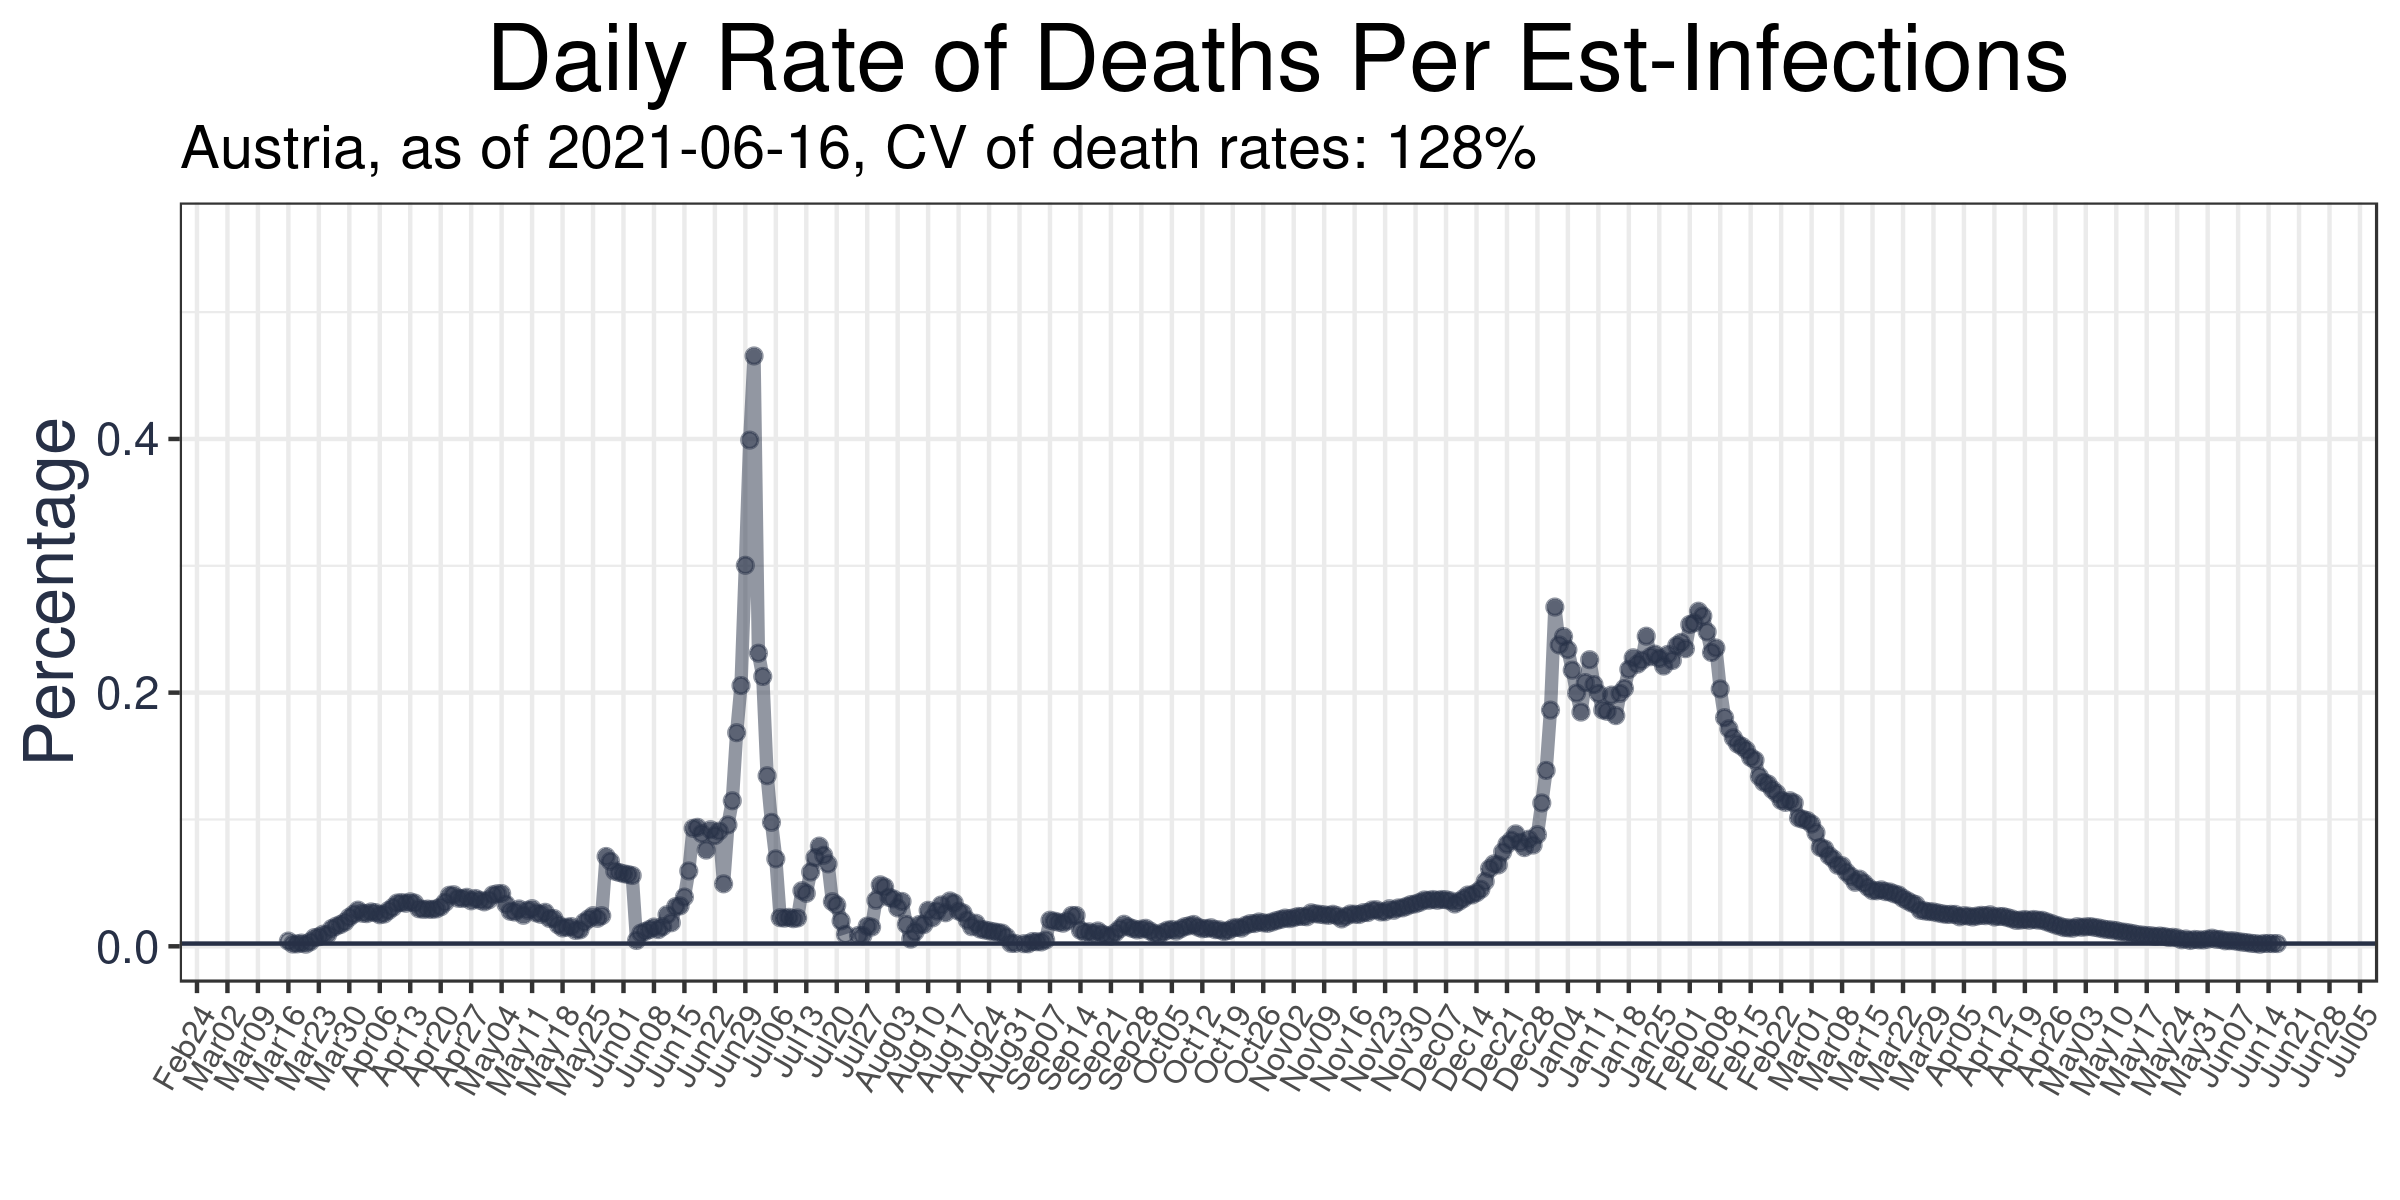 Daily Rate of Deaths Per Est-Infections
Austria, as of 2021-06-16, CV of death rates: 128%
Percentage
0.4
0.2
0.0
Feb24
Mar02
Mar09
Mar16
Mar23
Mar30
Apr06
Apr13
Apr20
Apr27
May04
May11
May18
May25
Jun01
Jun08
Jun15
Jun22
Jun29
Jul06
Jul13
Jul20
Jul27
Aug03
Aug10
Aug17
Aug24
Aug31
Sep07
Sep14
Sep21
Sep28
Oct05
Oct12
Oct19
Oct26
Nov02
Nov09
Nov16
Nov23
Nov30
Dec07
Dec14
Dec21
Dec28
Jan04
Jan11
Jan18
Jan25
Feb01
Feb08
Feb15
Feb22
Mar01
Mar08
Mar15
Mar22
Mar29
Apr05
Apr12
Apr19
Apr26
May03
May10
May17
May24
May31
Jun07
Jun14
Jun21
Jun28
Jul05